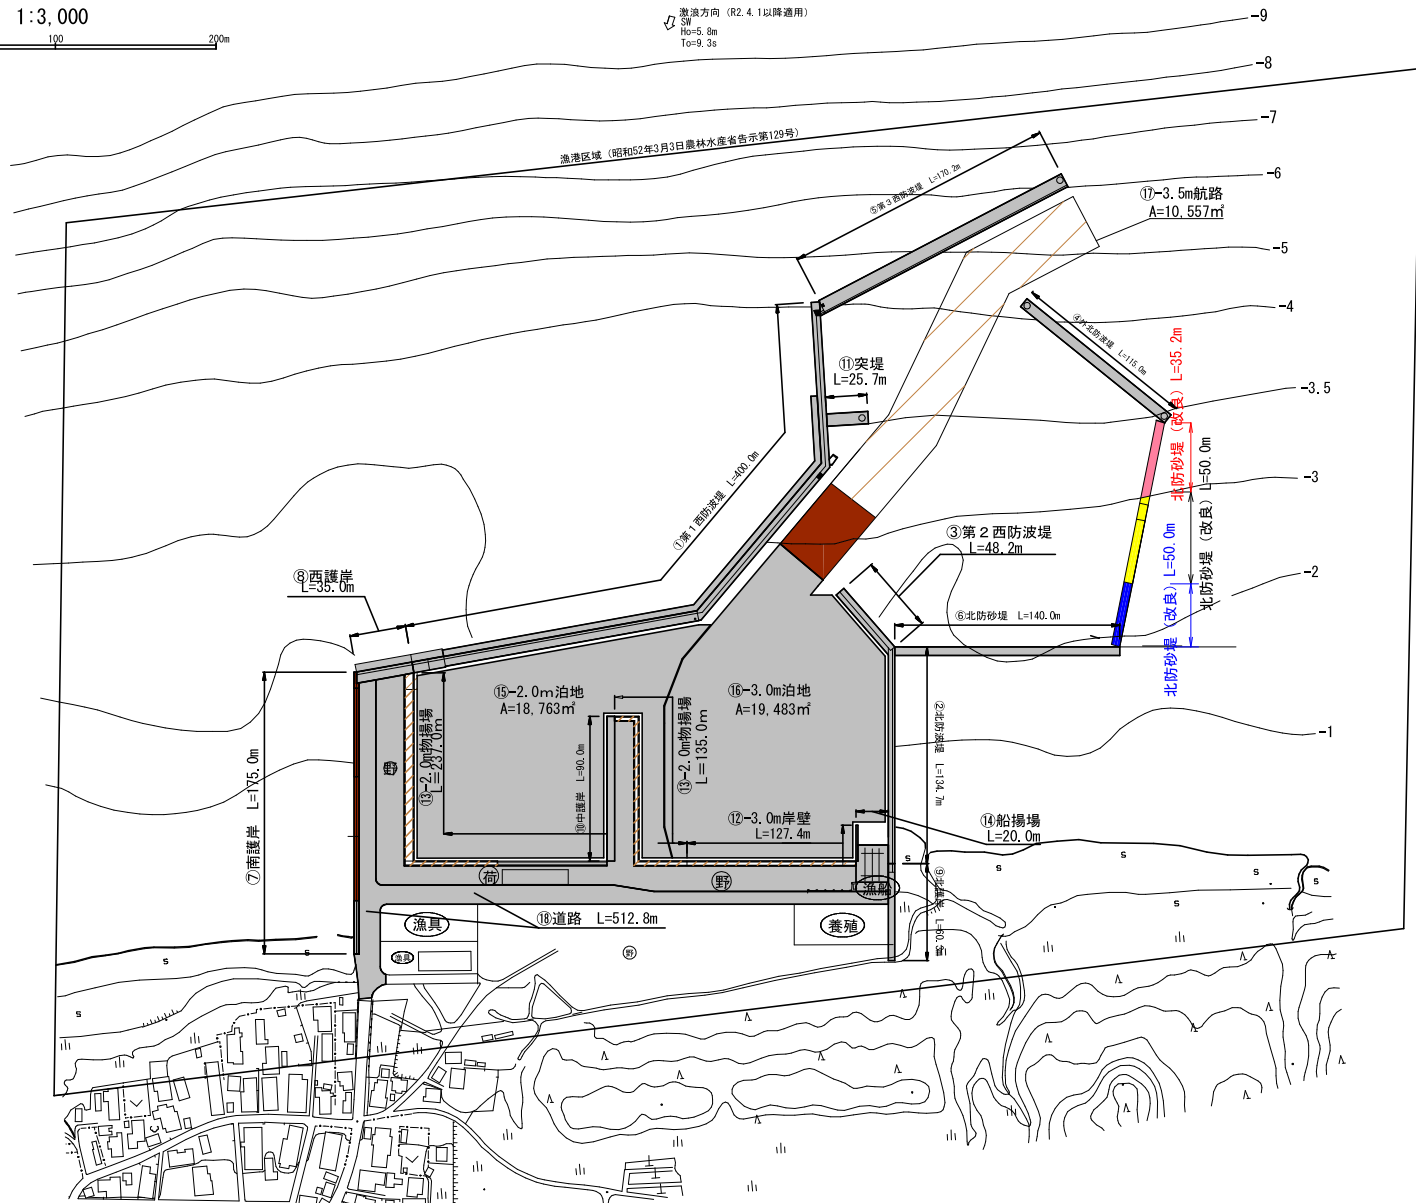 1:3,000
100
200m
激浪方向 (R2.4.1以降適用)
SW
Ho=5.8m
To=9.3s
-9
-8
-7
-6
-5
-4
-3.5
-3
-2
-1
漁港区域 (昭和52年3月3日農林水産省告示第129号)
⑤第3西防波堤 L=170.2m
⑰-3.5m航路
A=10,557㎡
④外北防波堤 L=115.0m
⑪突堤
L=25.7m
北防砂堤 (改良) L=35.2m
北防砂堤 (改良) L=50.0m
北防砂堤 (改良) L=50.0m
①第1西防波堤 L=400.0m
③第2西防波堤
L=48.2m
⑧西護岸
L=35.0m
⑥北防砂堤 L=140.0m
⑮-2.0m泊地
A=18,763㎡
⑯-3.0m泊地
A=19,483㎡
⑬-2.0m物揚場
L=237.0m
⑬-2.0m物揚場
L=135.0m
⑩中護岸 L=90.0m
②北防波堤 L=134.7m
⑦南護岸 L=175.0m
野
⑫-3.0m岸壁
L=127.4m
⑭船揚場
L=20.0m
荷
野
漁船
⑱道路 L=512.8m
漁具
養殖
漁具
野
s
s
s
s
s
s
s